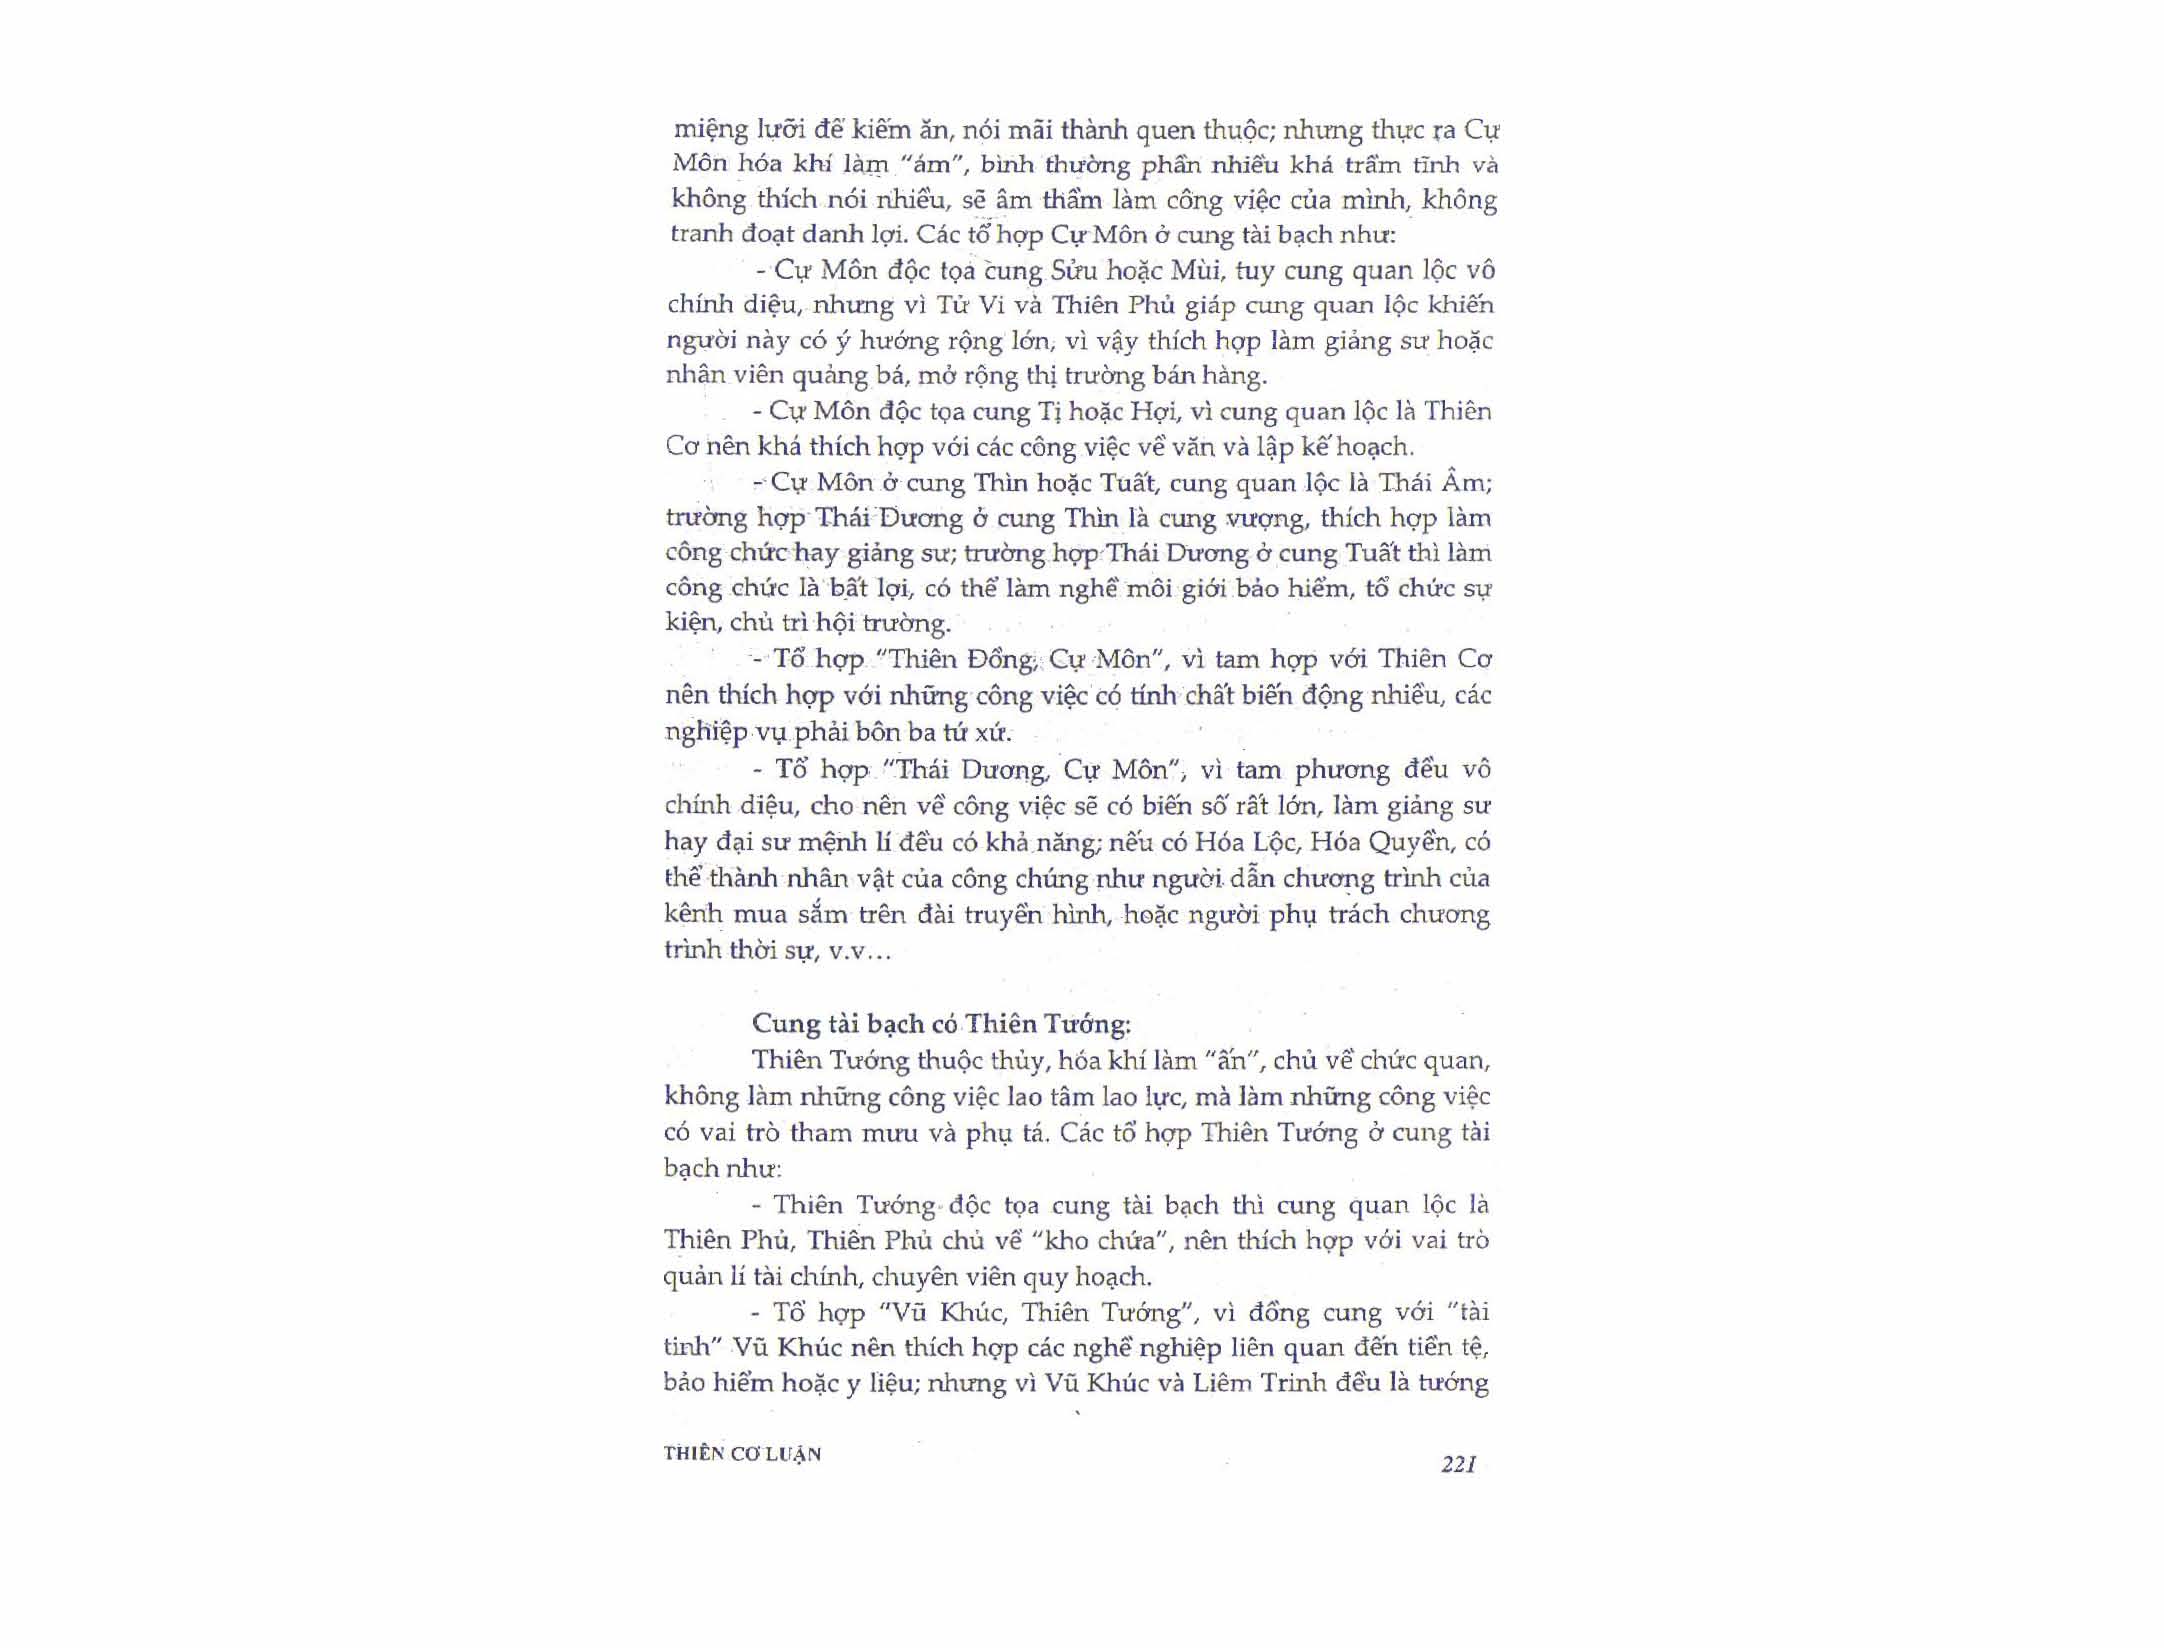 miệng lưỡi để kiếm ăn, nói mãi thành quen thuộc; nhưng thực ra Cự
Môn hóa khí làm "ám", bình thường phần nhiều khá trầm tĩnh và
không thích nói nhiều, sẽ âm thầm làm công việc của mình, không
tranh đoạt danh lợi. Các tổ hợp Cự Môn ở cung tài bạch như:
- Cự Môn độc tọa cung Sửu hoặc Mùi, tuy cung quan lộc vô
chính diệu, nhưng vì Tử Vi và Thiên Phủ giáp cung quan lộc khiến
người này có ý hướng rộng lớn, vì vậy thích hợp làm giảng sư hoặc
nhân viên quảng bá, mở rộng thị trường bán hàng.
- Cự Môn độc tọa cung Tị hoặc Hợi, vì cung quan lộc là Thiên
Cơ nên khá thích hợp với các công việc về văn và lập kế hoạch.
- Cự Môn ở cung Thìn hoặc Tuất, cung quan lộc là Thái Âm;
trường hợp Thái Dương ở cung Thìn là cung vượng, thích hợp làm
công chức hay giảng sư; trường hợp Thái Dương ở cung Tuất thì làm
công chức là bất lợi, có thể làm nghề môi giới bảo hiểm, tổ chức sự
kiện, chủ trì hội trường.
- Tổ hợp "Thiên Đồng, Cự Môn", vì tam hợp với Thiên Cơ
nên thích hợp với những công việc có tính chất biến động nhiều, các
nghiệp vụ phải bôn ba tứ xứ.
- Tổ hợp "Thái Dương, Cự Môn", vì tam phương đều vô
chính diệu, cho nên về công việc sẽ có biến số rất lớn, làm giảng sư
hay đại sư mệnh lí đều có khả năng; nếu có Hóa Lộc, Hóa Quyền, có
thể thành nhân vật của công chúng như người dẫn chương trình của
kênh mua sắm trên đài truyền hình, hoặc người phụ trách chương
trình thời sự, v.v...
Cung tài bạch có Thiên Tướng:
Thiên Tướng thuộc thủy, hóa khí làm "ấn", chủ về chức quan,
không làm những công việc lao tâm lao lực, mà làm những công việc
có vai trò tham mưu và phụ tá. Các tổ hợp Thiên Tướng ở cung tài
bạch như:
- Thiên Tướng độc tọa cung tài bạch thì cung quan lộc là
Thiên Phủ, Thiên Phủ chủ về "kho chứa", nên thích hợp với vai trò
quản lí tài chính, chuyên viên quy hoạch.
- Tổ hợp "Vũ Khúc, Thiên Tướng", vì đồng cung với "tài
tinh" Vũ Khúc nên thích hợp các nghề nghiệp liên quan đến tiền tệ,
bảo hiểm hoặc y liệu; nhưng vì Vũ Khúc và Liêm Trinh đều là tướng
THIÊN CƠ LUẬN
221